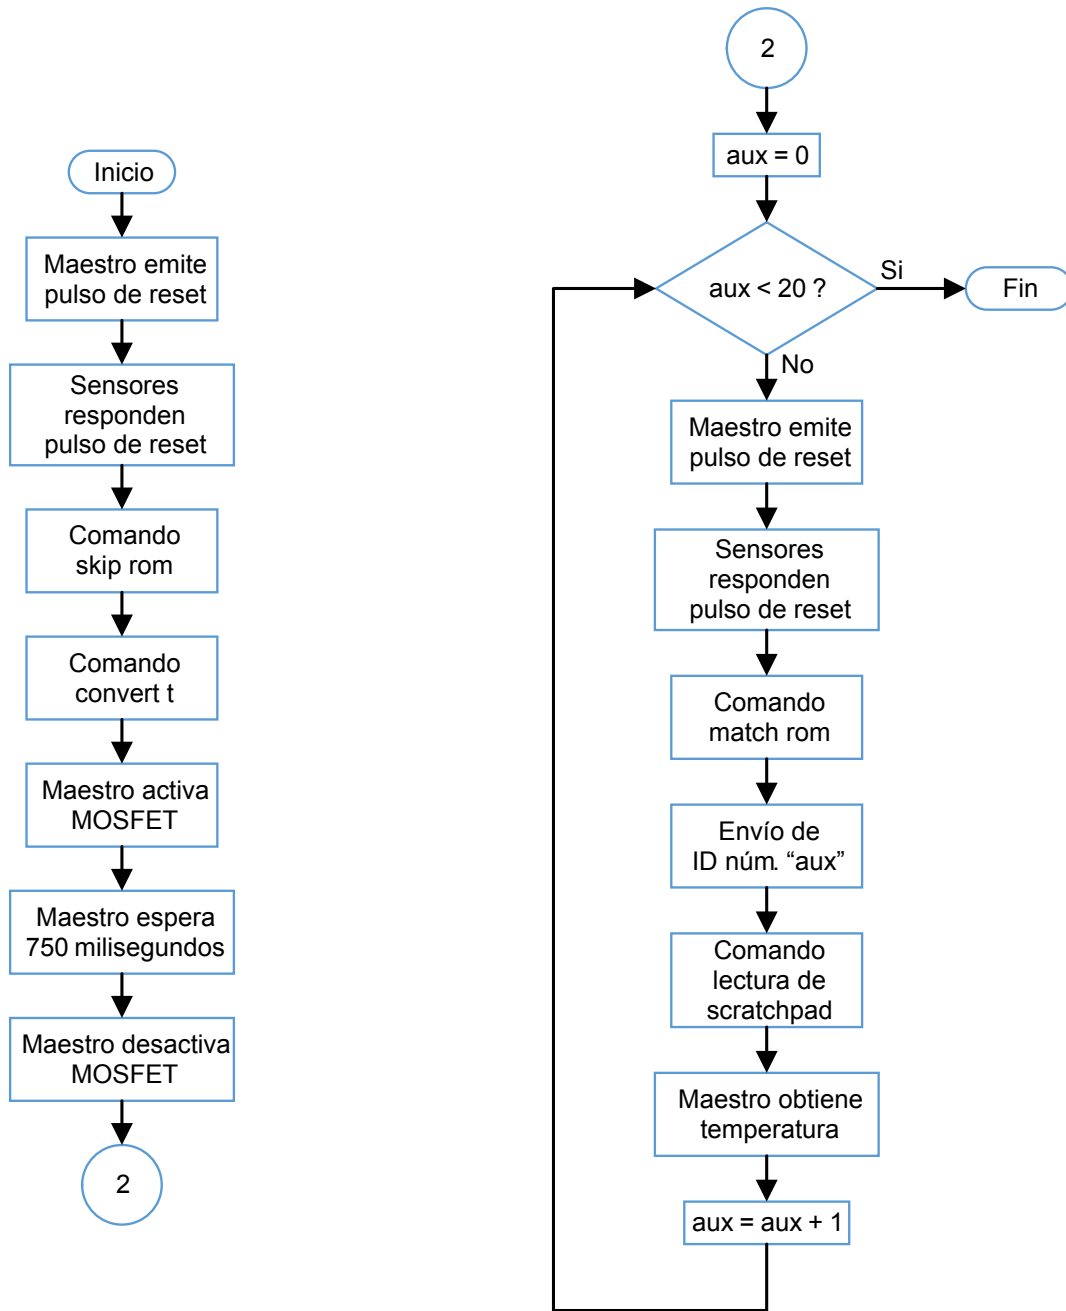 Inicio
Maestro emite
pulso de reset
Sensores
responden
pulso de reset
Comando
skip rom
Comando
convert t
Maestro activa
MOSFET
Maestro espera
750 milisegundos
Maestro desactiva
MOSFET
2
2
aux = 0
aux < 20 ?
Si
Fin
No
Maestro emite
pulso de reset
Sensores
responden
pulso de reset
Comando
match rom
Envío de
ID núm. “aux”
Comando
lectura de
scratchpad
Maestro obtiene
temperatura
aux = aux + 1